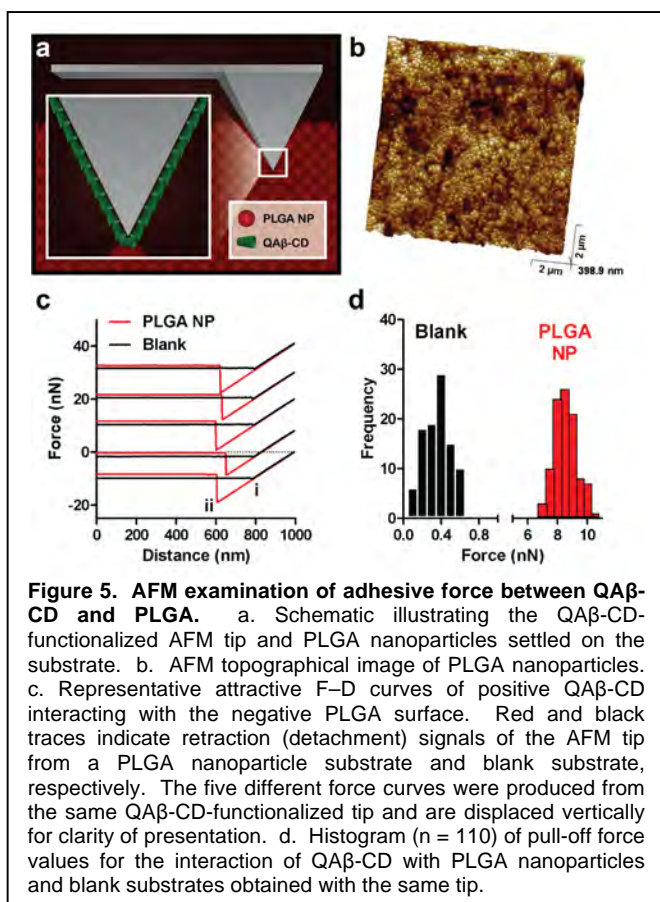 a
b
PLGA NP
QAβ-CD
2 µm
2 µm
398.9 nm
c
d
PLGA NP
Blank
40
20
0
-20
Force (nN)
ii
i
0 200 400 600 800 1000
Distance (nm)
Blank
PLGA
NP
40
30
20
10
0
Frequency
0.0 0.4 0.8 6 8 10
Force (nN)
Figure 5. AFM examination of adhesive force between QAβ-
CD and PLGA. a. Schematic illustrating the QAβ-CD-
functionalized AFM tip and PLGA nanoparticles settled on the
substrate. b. AFM topographical image of PLGA nanoparticles.
c. Representative attractive F–D curves of positive QAβ-CD
interacting with the negative PLGA surface. Red and black
traces indicate retraction (detachment) signals of the AFM tip
from a PLGA nanoparticle substrate and blank substrate,
respectively. The five different force curves were produced from
the same QAβ-CD-functionalized tip and are displaced vertically
for clarity of presentation. d. Histogram (n = 110) of pull-off force
values for the interaction of QAβ-CD with PLGA nanoparticles
and blank substrates obtained with the same tip.